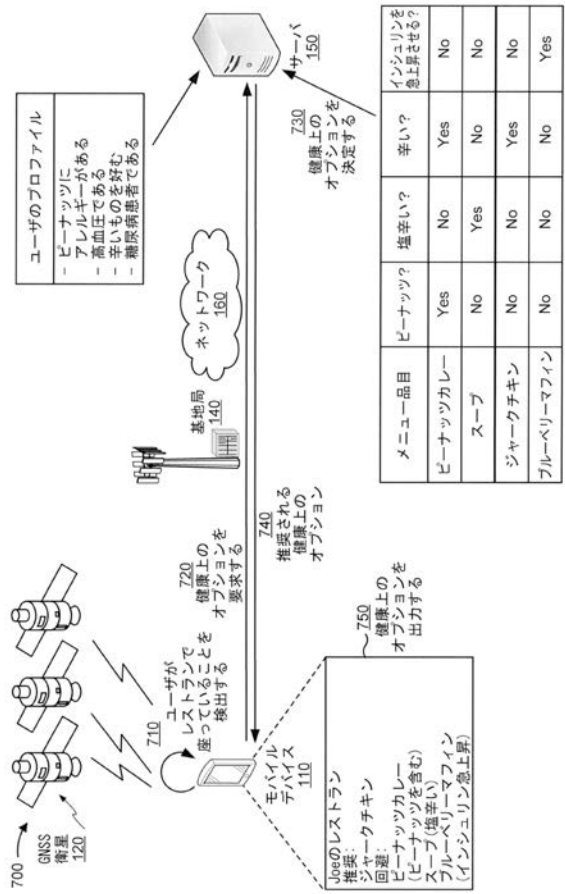 700
GNSS
衛星
120
710
ユーザが
レストランで
座っていることを
検出する
モバイル
デバイス
110
720
健康上の
オプションを
要求する
基地局
140
ネットワーク
160
740
推奨される
健康上の
オプション
ユーザのプロファイル
- ピーナッツに
アレルギーがある
- 高血圧である
- 辛いものを好む
- 糖尿病患者である
サーバ
150
730
健康上の
オプションを
決定する
750
健康上の
オプションを
出力する
Joeのレストラン
推奨:
ジャークチキン
回避:
ピーナッツカレー
(ピーナッツを含む)
スープ(塩辛い)
ブルーベリーマフィン
(インシュリン急上昇)
メニュー品目 ピーナッツ? 塩辛い? 辛い? インシュリンを
急上昇させる?
ピーナッツカレー Yes No Yes No
スープ No Yes No No
ジャークチキン No No Yes No
ブルーベリーマフィン No No No Yes